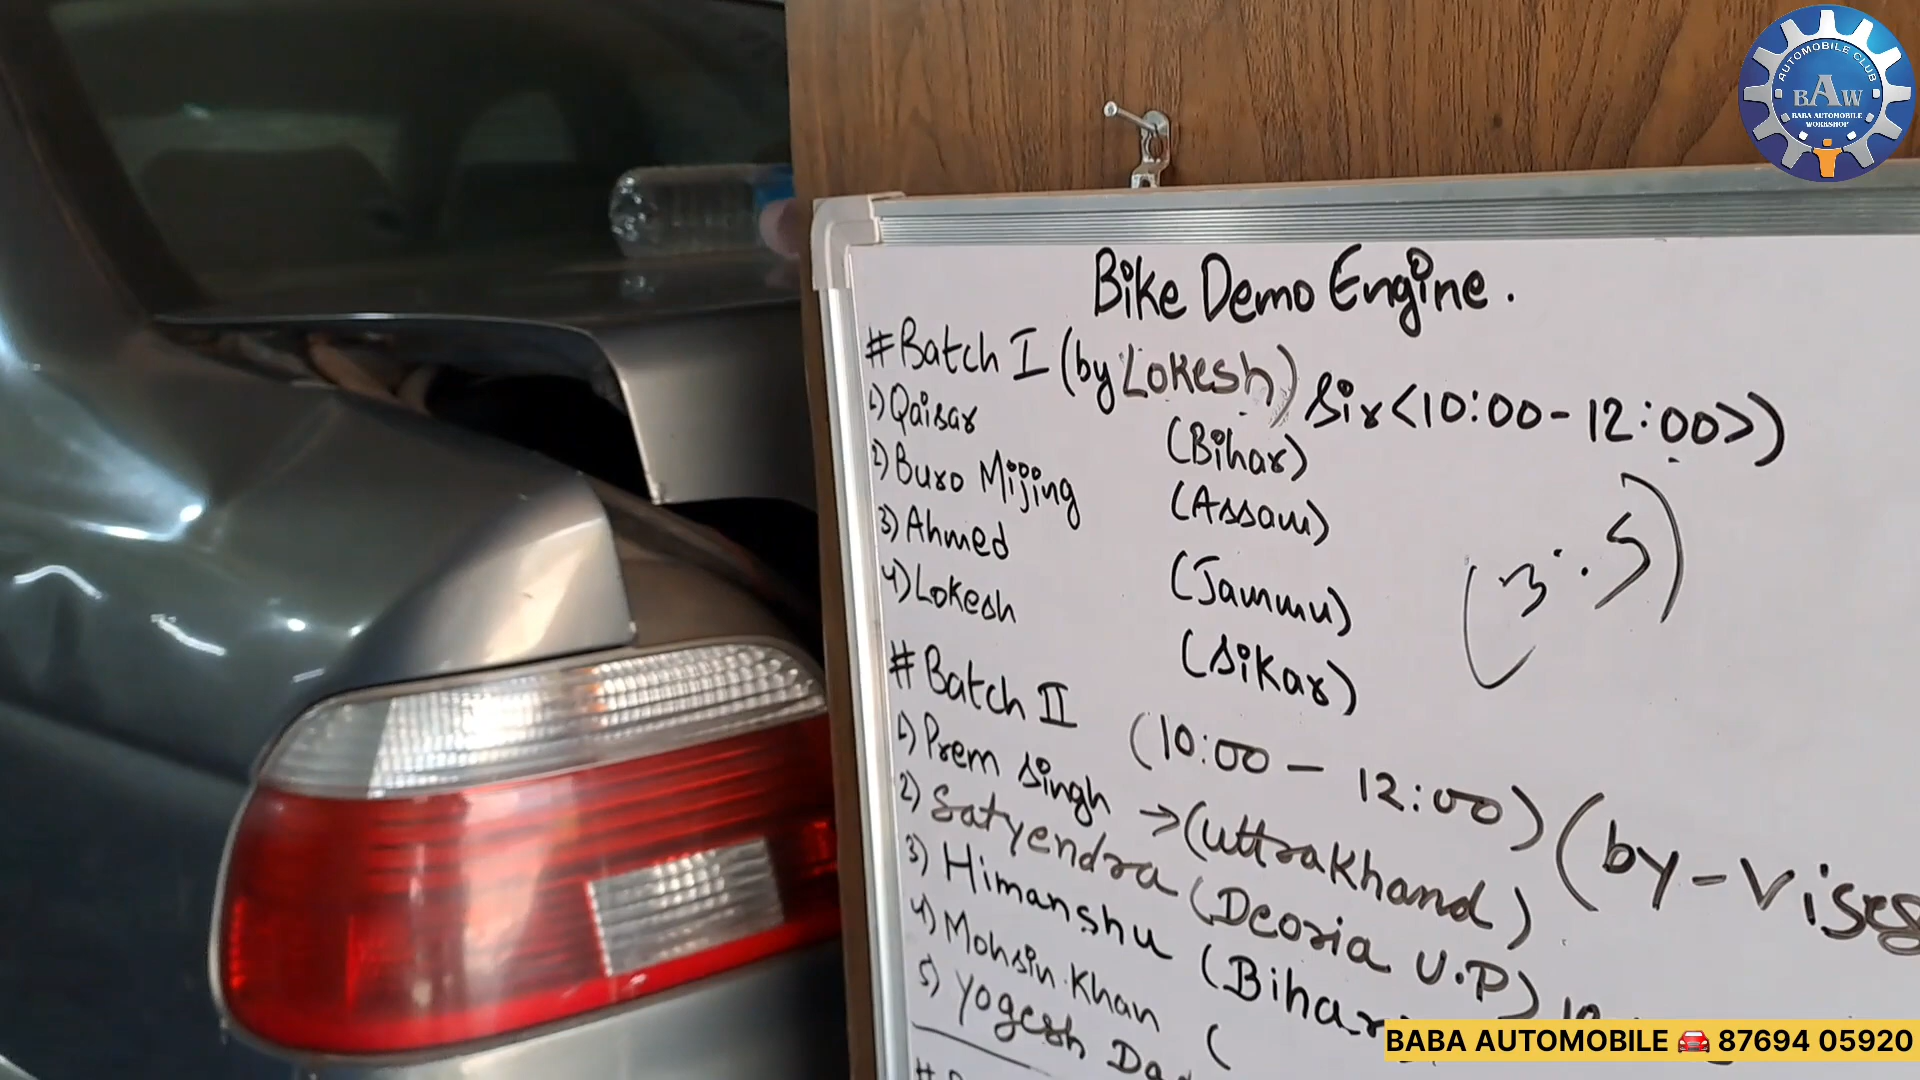 AUTOMOBILE CLUB
BAW
BABA AUTOMOBILE
WORKSHOP
Bike Demo Engine.
#Batch I (by Lokesh) Sir<10:00-12:00>)
1) Qaisar (Bihar)
2) Buro Mijing (Assam)
3) Ahmed (Jammu)
4) Lokesh (Sikar)
(3.5)
#Batch II (10:00 - 12:00) (by-
1) Prem Singh → (Uttrakhand)
2) Satyendra (Deoria U.P)
3) Himanshu (Bihar
4) Mohsin Khan (
5) Yogesh
#
BABA AUTOMOBILE 🚘 87694 05920